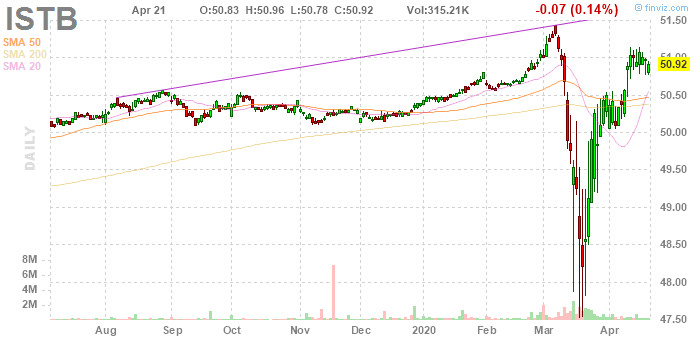 ISTB Apr 21 O:50.83 H:50.96 L:50.78 C:50.92 Vol:315.21K -0.07 (0.14%) © finviz.com
SMA 50
SMA 200
SMA 20
DAILY
51.50
51.00
50.92
50.50
50.00
49.50
49.00
48.50
48.00
47.50
8M
6M
4M
2M
Aug Sep Oct Nov Dec 2020 Feb Mar Apr